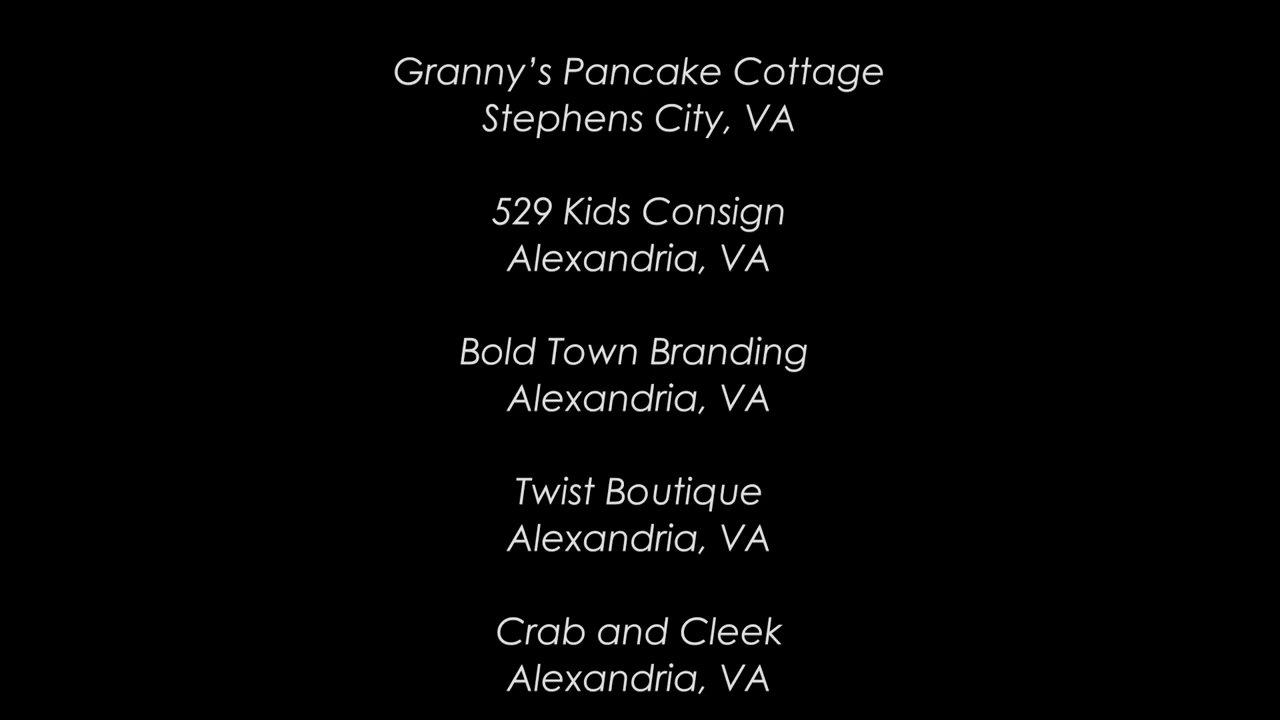 Granny’s Pancake Cottage
Stephens City, VA
529 Kids Consign
Alexandria, VA
Bold Town Branding
Alexandria, VA
Twist Boutique
Alexandria, VA
Crab and Cleek
Alexandria, VA